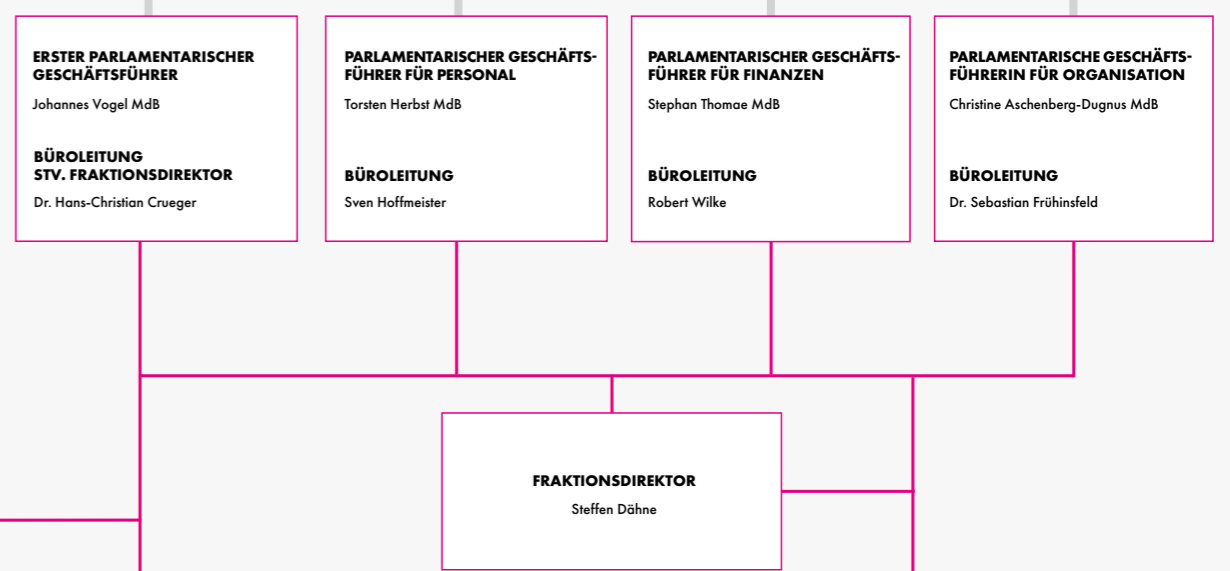 ERSTER PARLAMENTARISCHER
GESCHÄFTSFÜHRER
Johannes Vogel MdB
BÜROLEITUNG
STV. FRAKTIONSDIREKTOR
Dr. Hans-Christian Crueger
PARLAMENTARISCHER GESCHÄFTS-
FÜHRER FÜR PERSONAL
Torsten Herbst MdB
BÜROLEITUNG
Sven Hoffmeister
PARLAMENTARISCHER GESCHÄFTS-
FÜHRER FÜR FINANZEN
Stephan Thomae MdB
BÜROLEITUNG
Robert Wilke
PARLAMENTARISCHE GESCHÄFTS-
FÜHRERIN FÜR ORGANISATION
Christine Aschenberg-Dugnus MdB
BÜROLEITUNG
Dr. Sebastian Frühinsfeld
FRAKTIONSDIREKTOR
Steffen Dähne